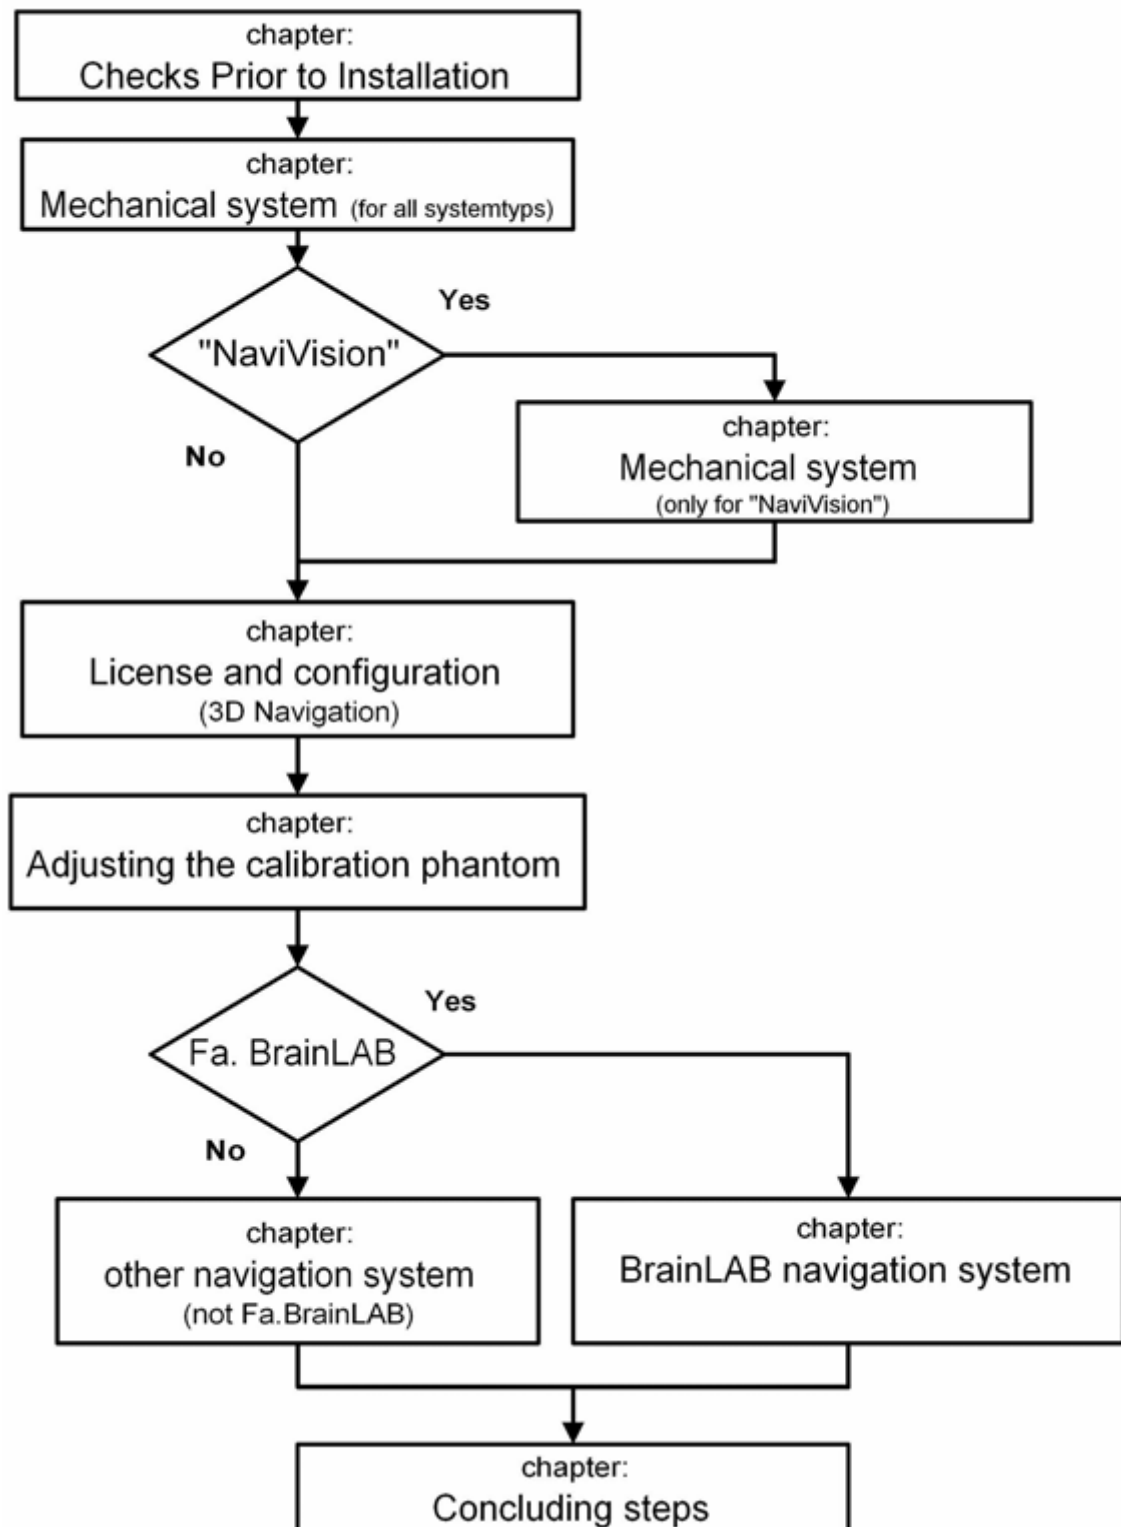 chapter:
Checks Prior to Installation
chapter:
Mechanical system (for all systemtyps)
Yes
"NaviVision"
No
chapter:
Mechanical system
(only for "NaviVision")
chapter:
License and configuration
(3D Navigation)
chapter:
Adjusting the calibration phantom
Yes
Fa. BrainLAB
No
chapter:
other navigation system
(not Fa.BrainLAB)
chapter:
BrainLAB navigation system
chapter:
Concluding steps